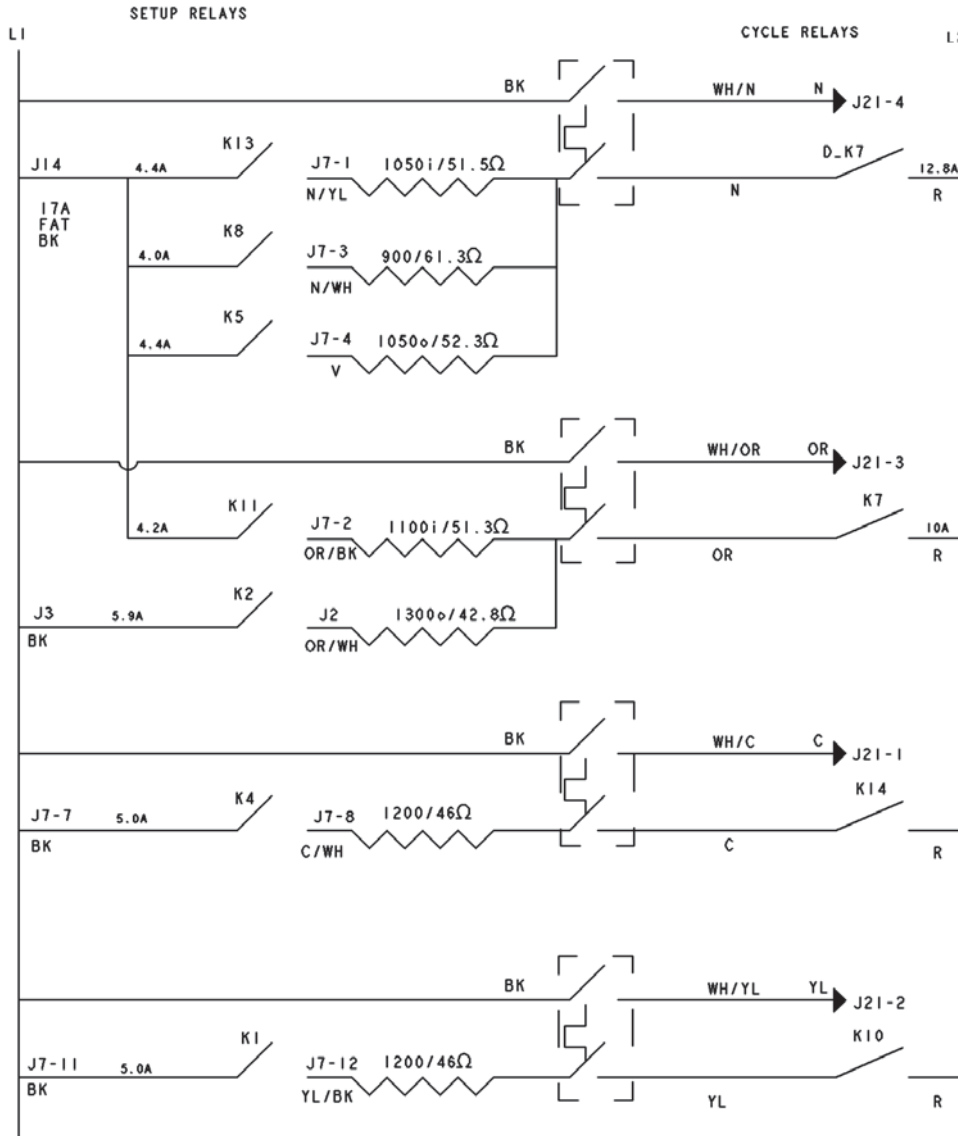 SETUP RELAYS
L1
CYCLE RELAYS
BK
WH/N
N
J21-4
K13
J14
4.4A
J7-1
1050i/51.5Ω
D_K7
12.8A
N/YL
N
R
17A
FAT
BK
K8
4.0A
J7-3
900/61.3Ω
N/WH
K5
4.4A
J7-4
1050o/52.3Ω
V
BK
WH/OR
OR
J21-3
K11
K7
4.2A
J7-2
1100i/51.3Ω
10A
OR/BK
OR
R
K2
J3
5.9A
J2
1300o/42.8Ω
BK
OR/WH
BK
WH/C
C
J21-1
K4
K14
J7-7
5.0A
J7-8
1200/46Ω
BK
C/WH
C
R
BK
WH/YL
YL
J21-2
K1
K10
J7-11
5.0A
J7-12
1200/46Ω
BK
YL/BK
YL
R